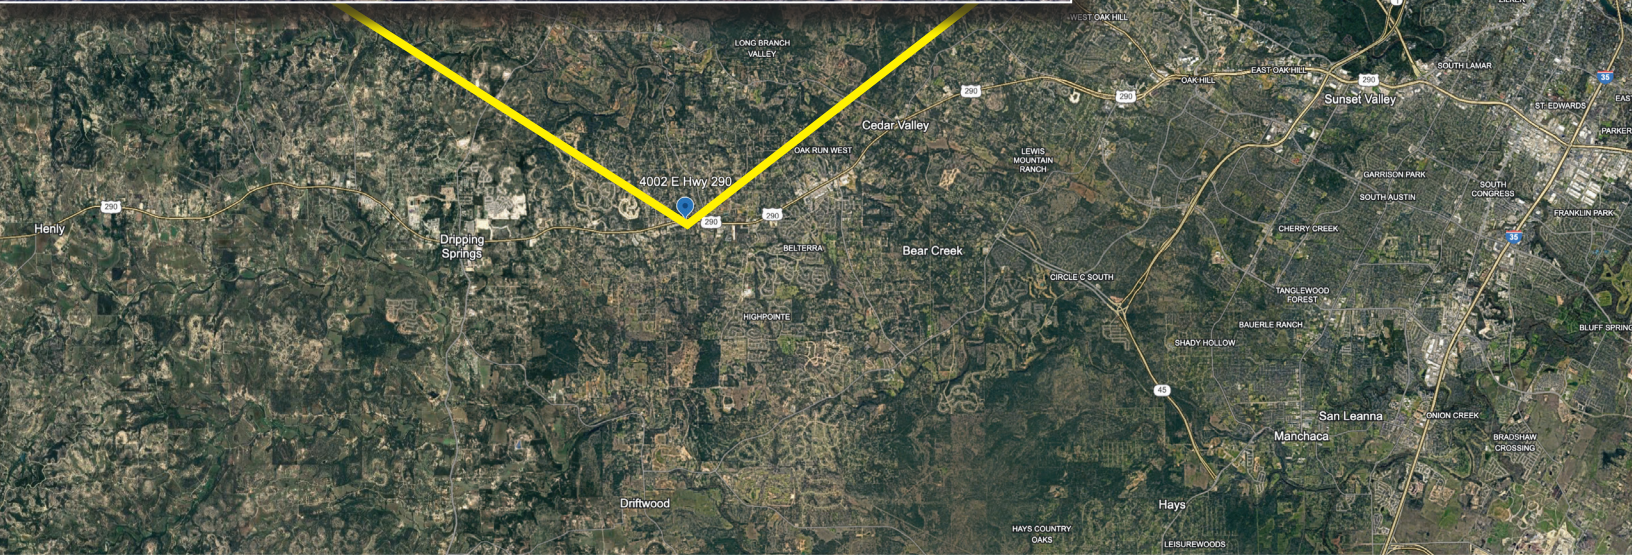 WEST OAK HILL
LONG BRANCH
VALLEY
SOUTH LAMAR
EAST OAK HILL
OAK HILL
290
35
290
290
Sunset Valley
ST. EDWARDS
Cedar Valley
PARKER
OAK RUN WEST
LEWIS
MOUNTAIN
RANCH
GARRISON PARK
4002 E Hwy 290
SOUTH
CONGRESS
SOUTH AUSTIN
290
290
290
FRANKLIN PARK
Henly
CHERRY CREEK
35
Dripping
Springs
BELTERRA
Bear Creek
CIRCLE C SOUTH
TANGLEWOOD
FOREST
HIGHPOINTE
BAUERLE RANCH
BLUFF SPRING
SHADY HOLLOW
45
San Leanna
ONION CREEK
Manchaca
BRADSHAW
CROSSING
Driftwood
Hays
HAYS COUNTRY
OAKS
LEISUREWOODS